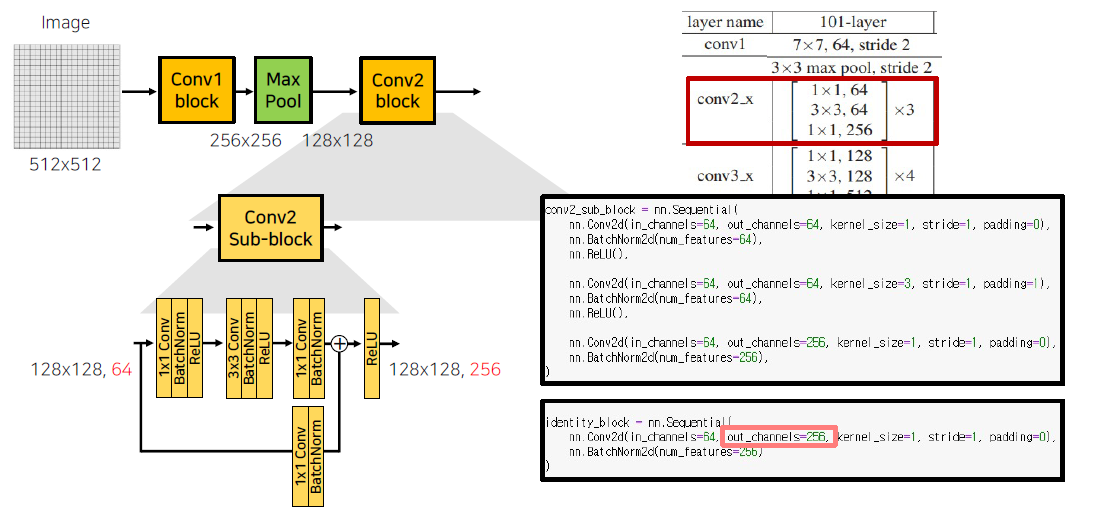 Image
512x512
Conv1
block
Max
Pool
Conv2
block
256x256
128x128
layer name
101-layer
conv1
7×7, 64, stride 2
3×3 max pool, stride 2
conv2_x
1×1, 64
3×3, 64
1×1, 256
×3
conv3_x
1×1, 128
3×3, 128
1×1, 512
×4
Conv2
Sub-block
128x128, 64
1x1 Conv
BatchNorm
ReLU
3x3 Conv
BatchNorm
ReLU
1x1 Conv
BatchNorm
+
ReLU
128x128, 256
1x1 Conv
BatchNorm
conv2_sub_block = nn.Sequential(
nn.Conv2d(in_channels=64, out_channels=64, kernel_size=1, stride=1, padding=0),
nn.BatchNorm2d(num_features=64),
nn.ReLU(),
nn.Conv2d(in_channels=64, out_channels=64, kernel_size=3, stride=1, padding=1),
nn.BatchNorm2d(num_features=64),
nn.ReLU(),
nn.Conv2d(in_channels=64, out_channels=256, kernel_size=1, stride=1, padding=0),
nn.BatchNorm2d(num_features=256),
)
identity_block = nn.Sequential(
nn.Conv2d(in_channels=64, out_channels=256, kernel_size=1, stride=1, padding=0),
nn.BatchNorm2d(num_features=256)
)